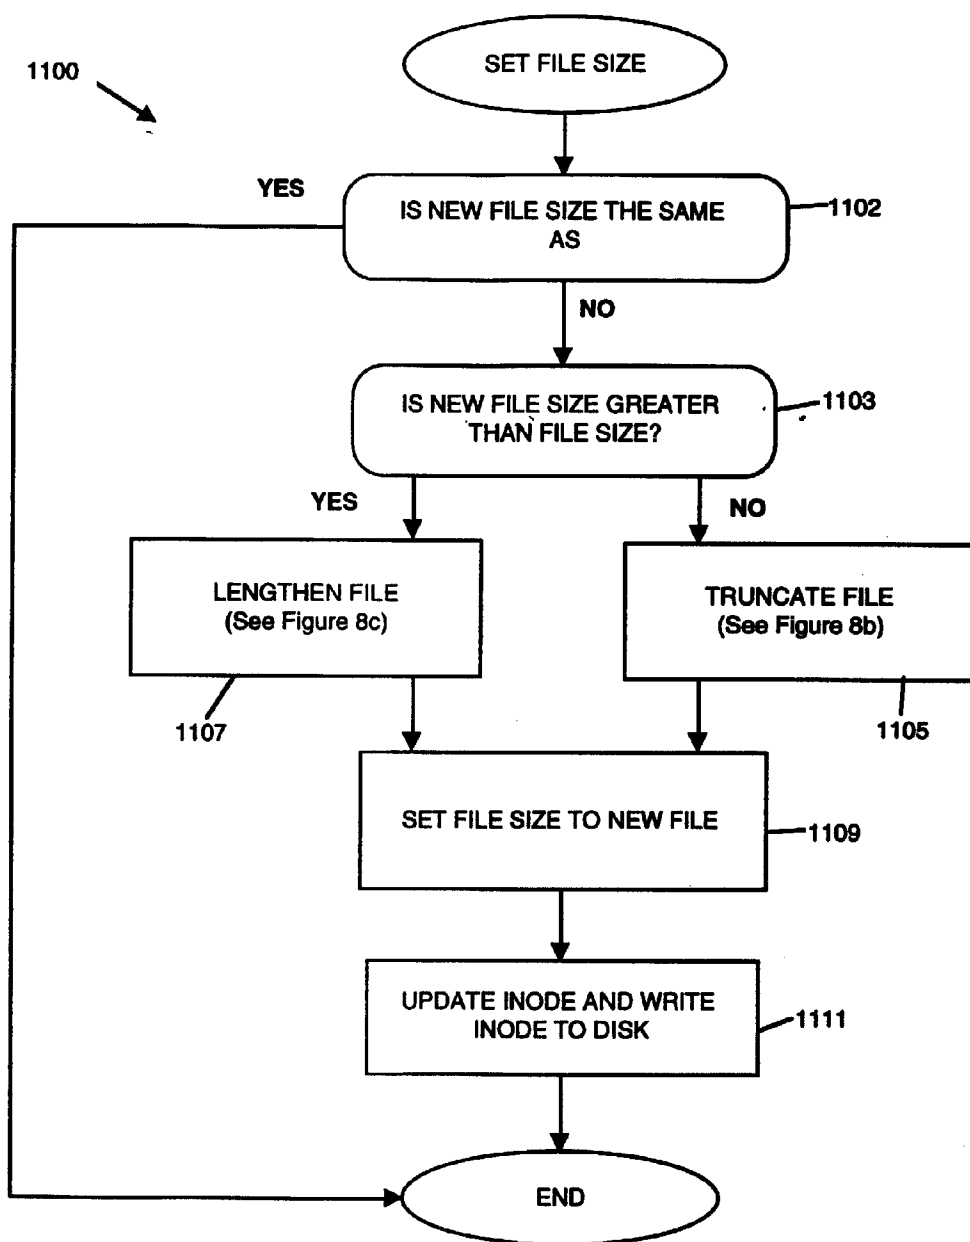 SET FILE SIZE
1100
YES
IS NEW FILE SIZE THE SAME
AS
1102
NO
IS NEW FILE SIZE GREATER
THAN FILE SIZE?
1103
YES
NO
LENGTHEN FILE
(See Figure 8c)
TRUNCATE FILE
(See Figure 8b)
1107
1105
SET FILE SIZE TO NEW FILE
1109
UPDATE INODE AND WRITE
INODE TO DISK
1111
END